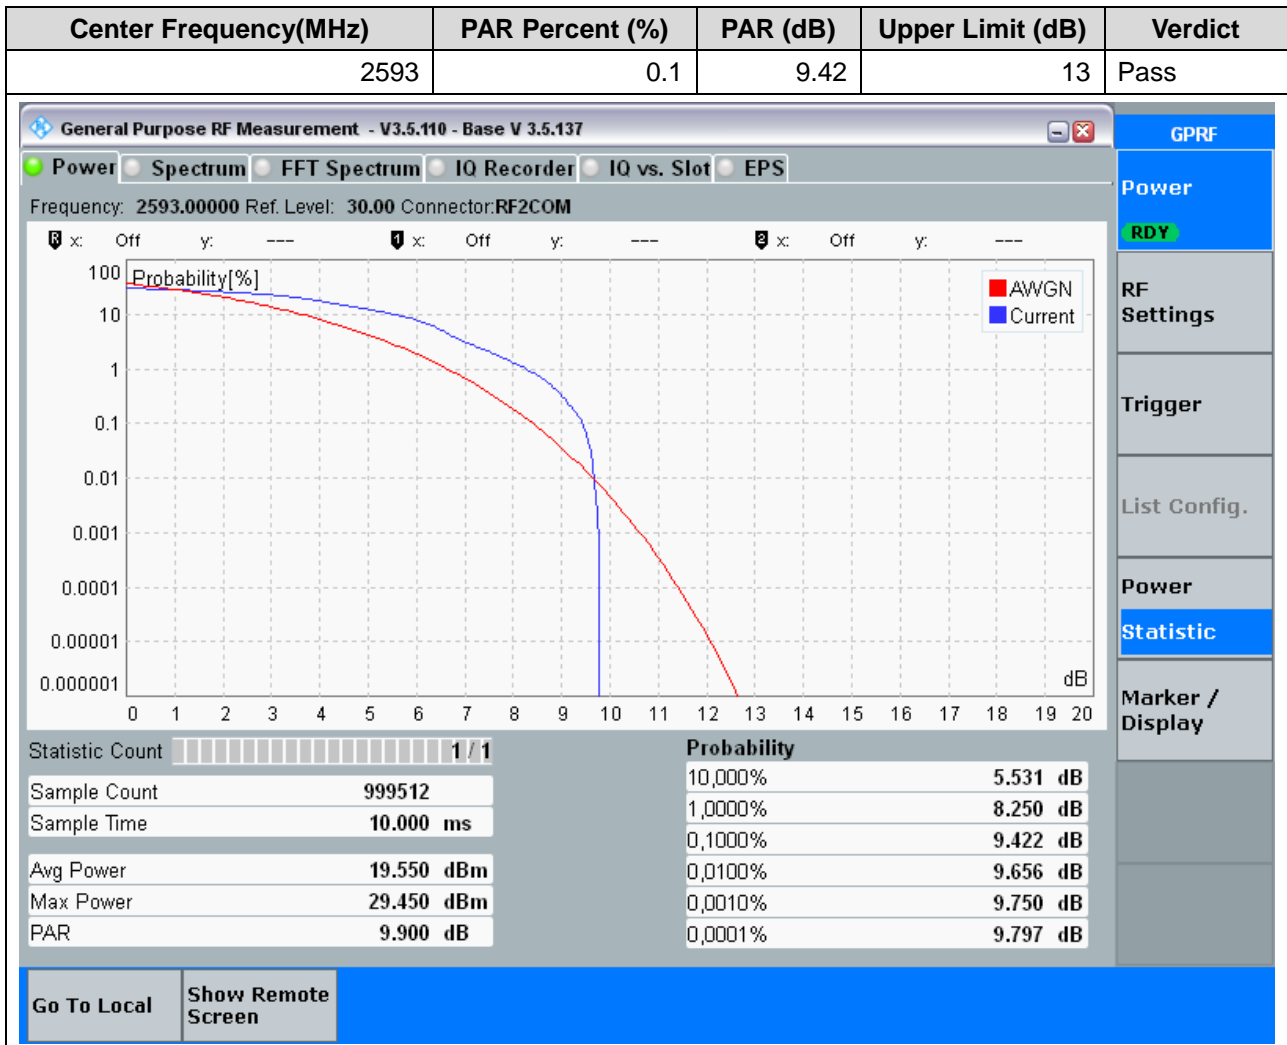 Center Frequency(MHz) PAR Percent (%) PAR (dB) Upper Limit (dB) Verdict
2593 0.1 9.42 13 Pass
General Purpose RF Measurement - V3.5.110 - Base V 3.5.137
GPRF
Power Spectrum FFT Spectrum IQ Recorder IQ vs. Slot EPS
Power
RDY
Frequency: 2593.00000 Ref. Level: 30.00 Connector:RF2COM
R x: Off y: --- 1 x: Off y: --- 2 x: Off y: ---
Probability[%]
AWGN
Current
100
10
1
0.1
0.01
0.001
0.0001
0.00001
0.000001
dB
0 1 2 3 4 5 6 7 8 9 10 11 12 13 14 15 16 17 18 19 20
RF
Settings
Trigger
List Config.
Power
Statistic
Marker /
Display
Statistic Count 1 / 1
Sample Count 999512
Sample Time 10.000 ms
Avg Power 19.550 dBm
Max Power 29.450 dBm
PAR 9.900 dB
Probability
10,000% 5.531 dB
1,0000% 8.250 dB
0,1000% 9.422 dB
0,0100% 9.656 dB
0,0010% 9.750 dB
0,0001% 9.797 dB
Go To Local
Show Remote
Screen